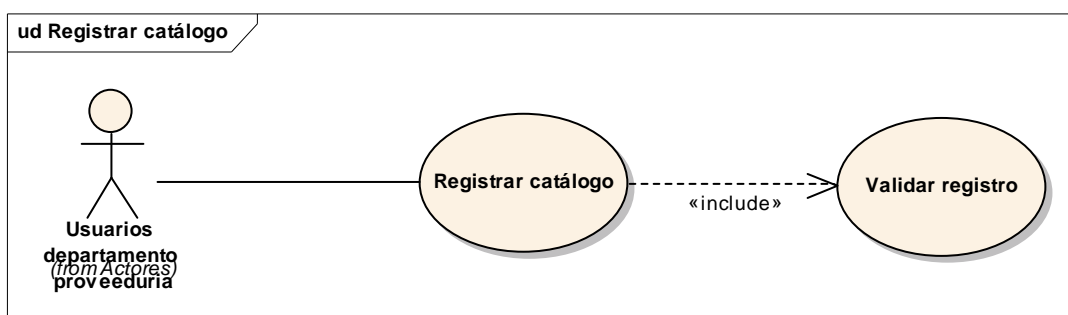 ud Registrar catálogo
Usuarios
departamento
(from Actores)
proveeduria
Registrar catálogo
«include»
Validar registro